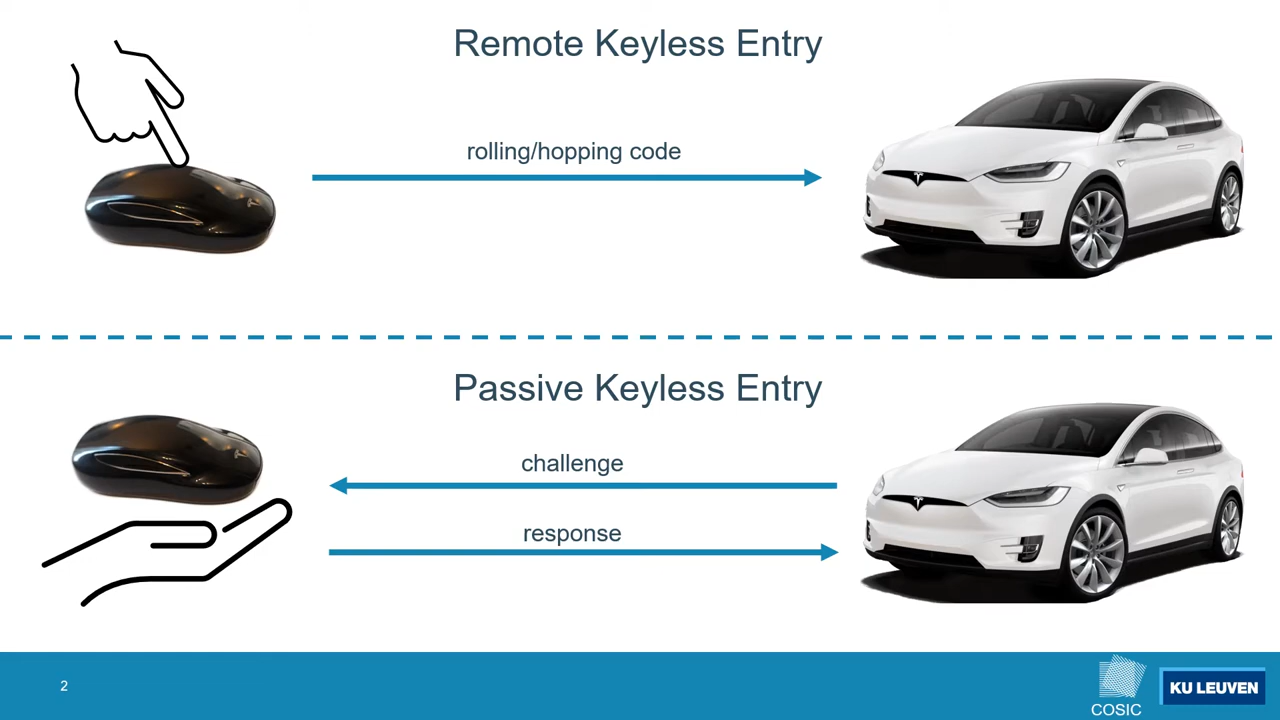 Remote Keyless Entry
rolling/hopping code
Passive Keyless Entry
challenge
response
2
COSIC
KU LEUVEN